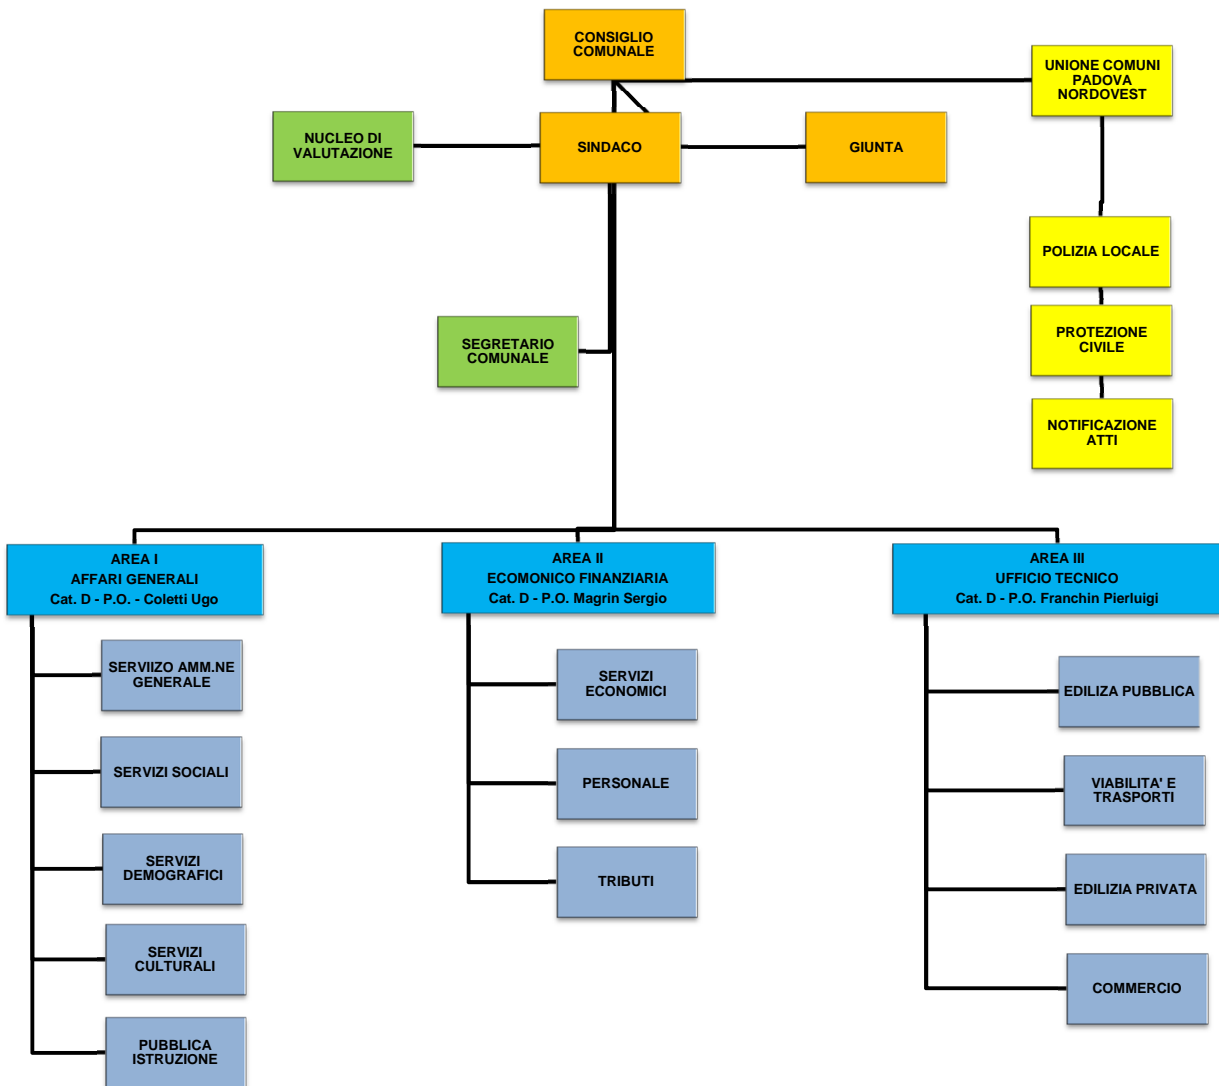 CONSIGLIO
COMUNALE
UNIONE COMUNI
PADOVA
NORDOVEST
NUCLEO DI
VALUTAZIONE
SINDACO
GIUNTA
POLIZIA LOCALE
SEGRETARIO
COMUNALE
PROTEZIONE
CIVILE
NOTIFICAZIONE
ATTI
AREA I
AFFARI GENERALI
Cat. D - P.O. - Coletti Ugo
SERVIIZO AMM.NE
GENERALE
SERVIZI SOCIALI
SERVIZI
DEMOGRAFICI
SERVIZI
CULTURALI
PUBBLICA
ISTRUZIONE
AREA II
ECOMONICO FINANZIARIA
Cat. D - P.O. Magrin Sergio
SERVIZI
ECONOMICI
PERSONALE
TRIBUTI
AREA III
UFFICIO TECNICO
Cat. D - P.O. Franchin Pierluigi
EDILIZA PUBBLICA
VIABILITA' E
TRASPORTI
EDILIZIA PRIVATA
COMMERCIO